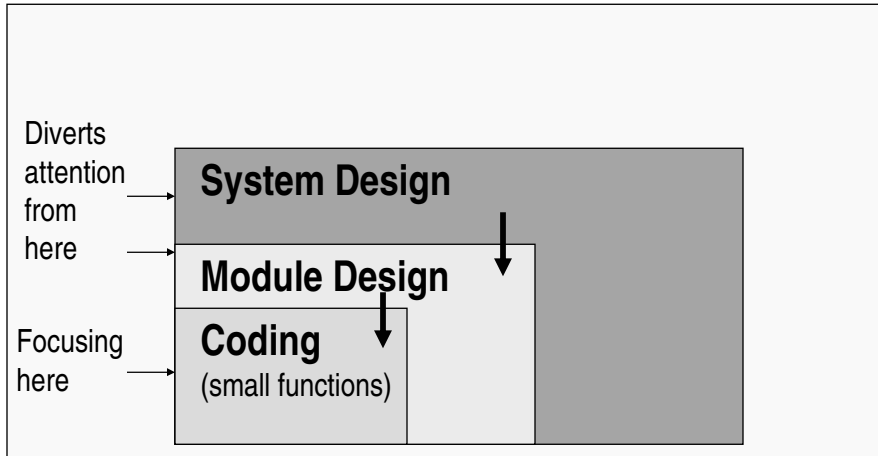 Diverts
attention
from
here
System Design
Module Design
Focusing
here
Coding
(small functions)